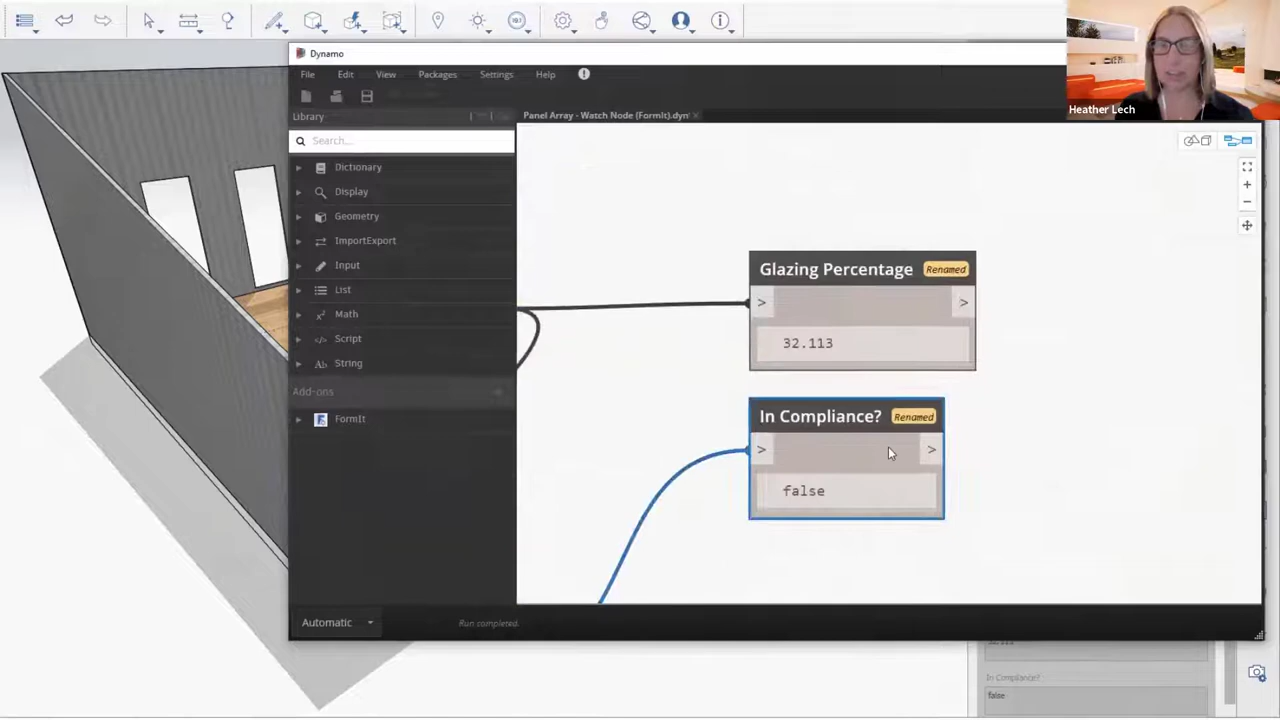 Dynamo
Heather Lech
File Edit View Packages Settings Help
Library
Panel Array - Watch Node (FormIt).dyn
Search...
Dictionary
Display
Geometry
ImportExport
Input
List
Math
Script
String
Add-ons
FormIt
Glazing Percentage Renamed
> >
32.113
In Compliance? Renamed
> >
false
Automatic
Run completed.
32.113
In Compliance?
false